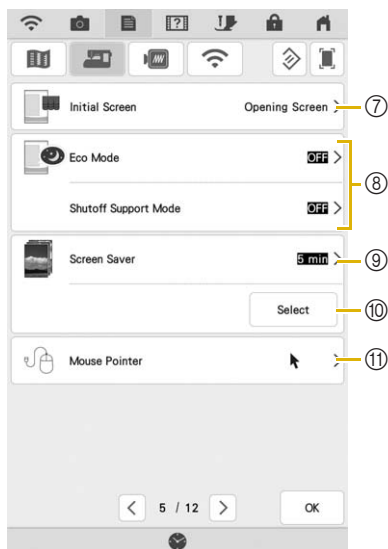 Initial Screen Opening Screen > ⑦
Eco Mode OFF >
⑧
Shutoff Support Mode OFF >
Screen Saver 5 min > ⑨
Select ⑩
Mouse Pointer > ⑪
< 5 / 12 > OK